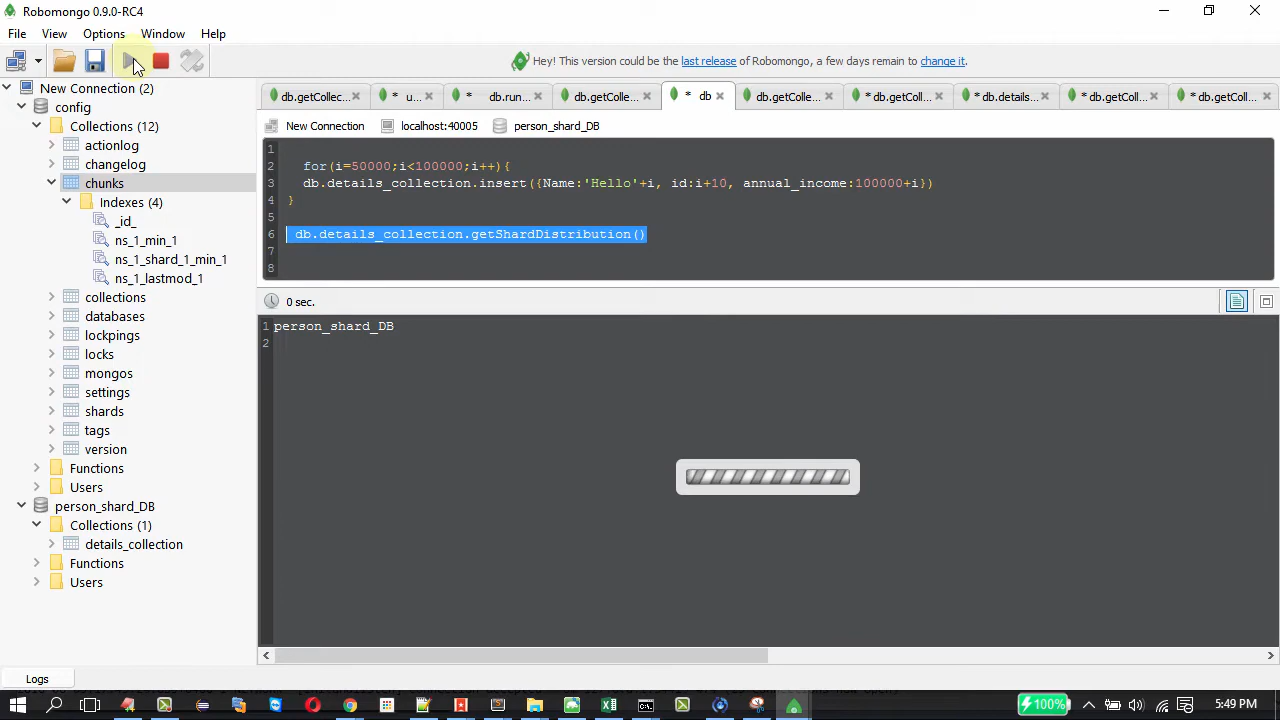 Robomongo 0.9.0-RC4
File View Options Window Help
Hey! This version could be the last release of Robomongo, a few days remain to change it.
New Connection (2)
config
Collections (12)
actionlog
changelog
chunks
Indexes (4)
_id_
ns_1_min_1
ns_1_shard_1_min_1
ns_1_lastmod_1
collections
databases
lockpings
locks
mongos
settings
shards
tags
version
Functions
Users
person_shard_DB
Collections (1)
details_collection
Functions
Users
Logs
db.getCollec... * u... * db.run... db.getColle... * db db.getColle... * db.getColl... * db.details... * db.getColl... * db.getColl...
New Connection localhost:40005 person_shard_DB
1
2 for(i=50000;i<100000;i++){
3 db.details_collection.insert({Name:'Hello'+i, id:i+10, annual_income:100000+i})
4 }
5
6 db.details_collection.getShardDistribution()
7
8
0 sec.
1 person_shard_DB
2
100% 5:49 PM